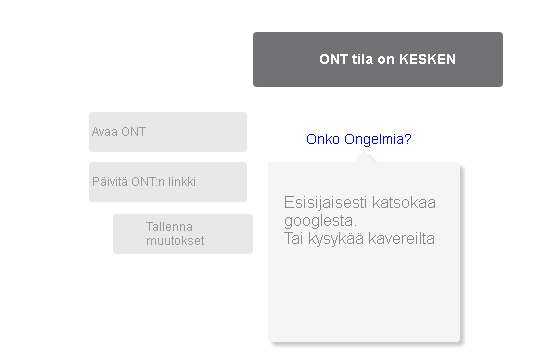 ONT tila on KESKEN
Avaa ONT
Onko Ongelmia?
Päivitä ONT:n linkki
Tallenna
muutokset
Esisijaisesti katsokaa
googlesta.
Tai kysykää kavereilta